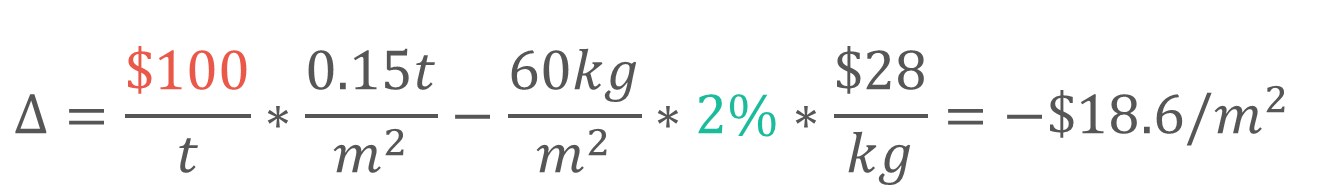 Δ = $100/t * 0.15t/m² − 60kg/m² * 2% * $28/kg = −$18.6/m²